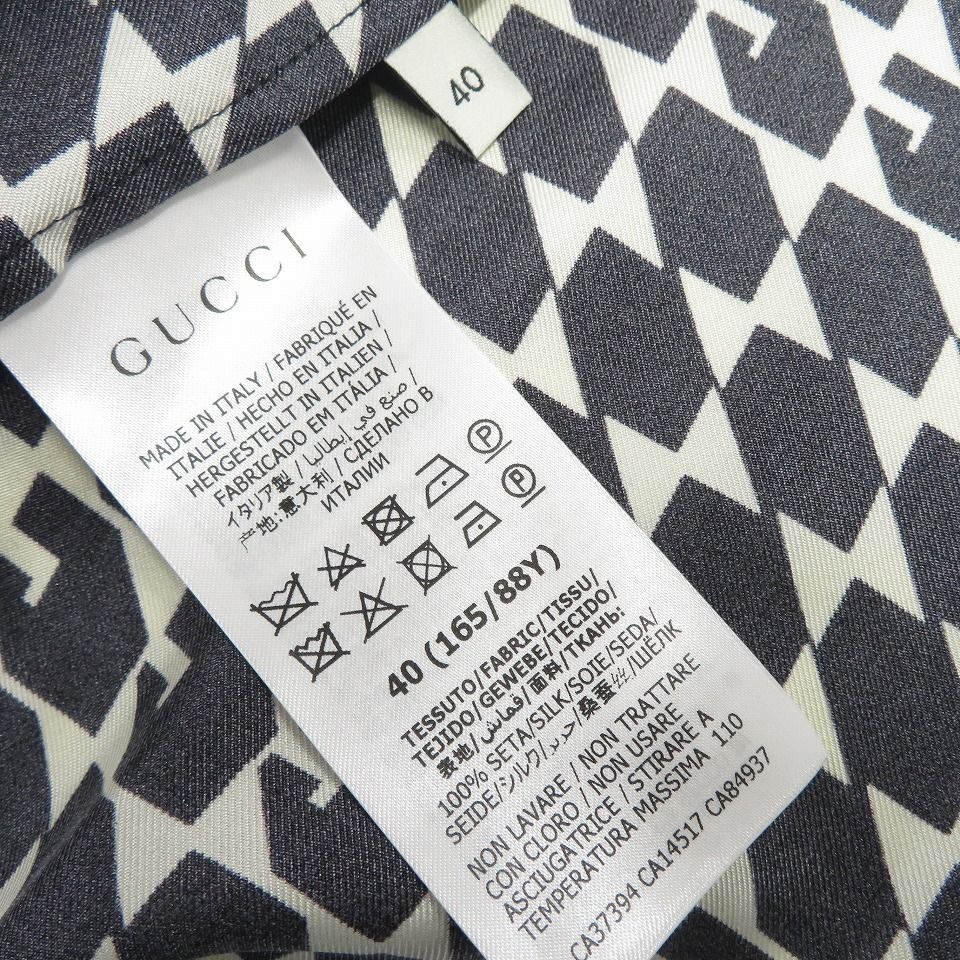 40
GUCCI
MADE IN ITALY / FABRIQUÉ EN
ITALIE / HECHO EN ITALIA /
HERGESTELLT IN ITALIEN /
FABRICADO EM ITÁLIA /
イタリア製 / صنع في إيطاليا /
产地:意大利 / СДЕЛАНО В
ИТАЛИИ
P
P
40 (165/88Y)
TESSUTO/FABRIC/TISSU/
TEJIDO/GEWEBE/TECIDO/
表地/قماش/面料/ТКАНЬ:
100% SETA/SILK/SOIE/SEDA/
SEIDE/シルク/حرير/桑蚕丝/ШЁЛК
NON LAVARE / NON TRATTARE
CON CLORO / NON USARE
ASCIUGATRICE / STIRARE A
TEMPERATURA MASSIMA 110
CA37394 CA14517 CA84937